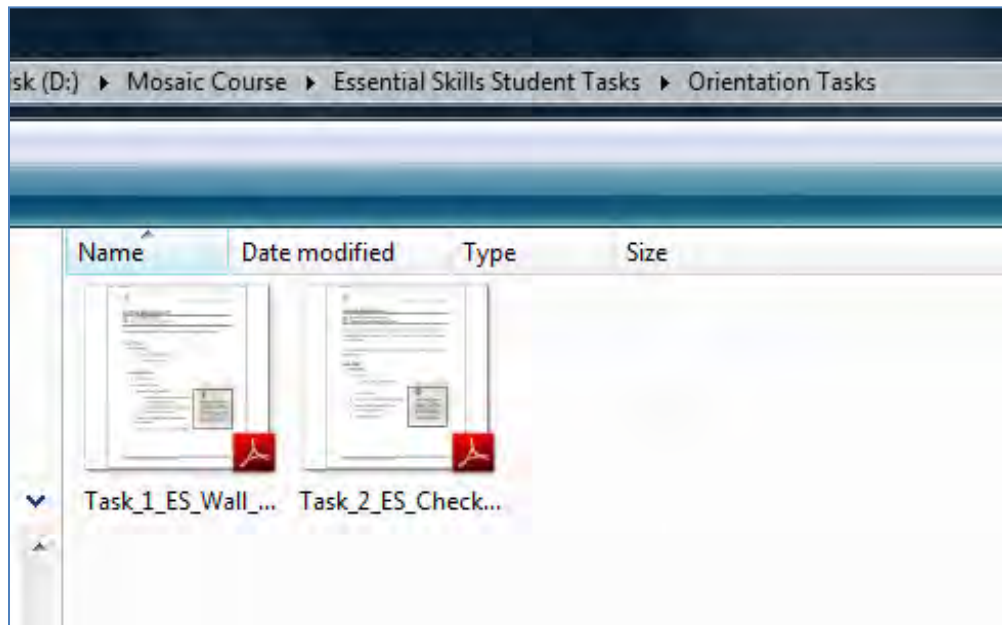 sk (D:) ▸ Mosaic Course ▸ Essential Skills Student Tasks ▸ Orientation Tasks
Name Date modified Type Size
Task_1_ES_Wall_... Task_2_ES_Check...